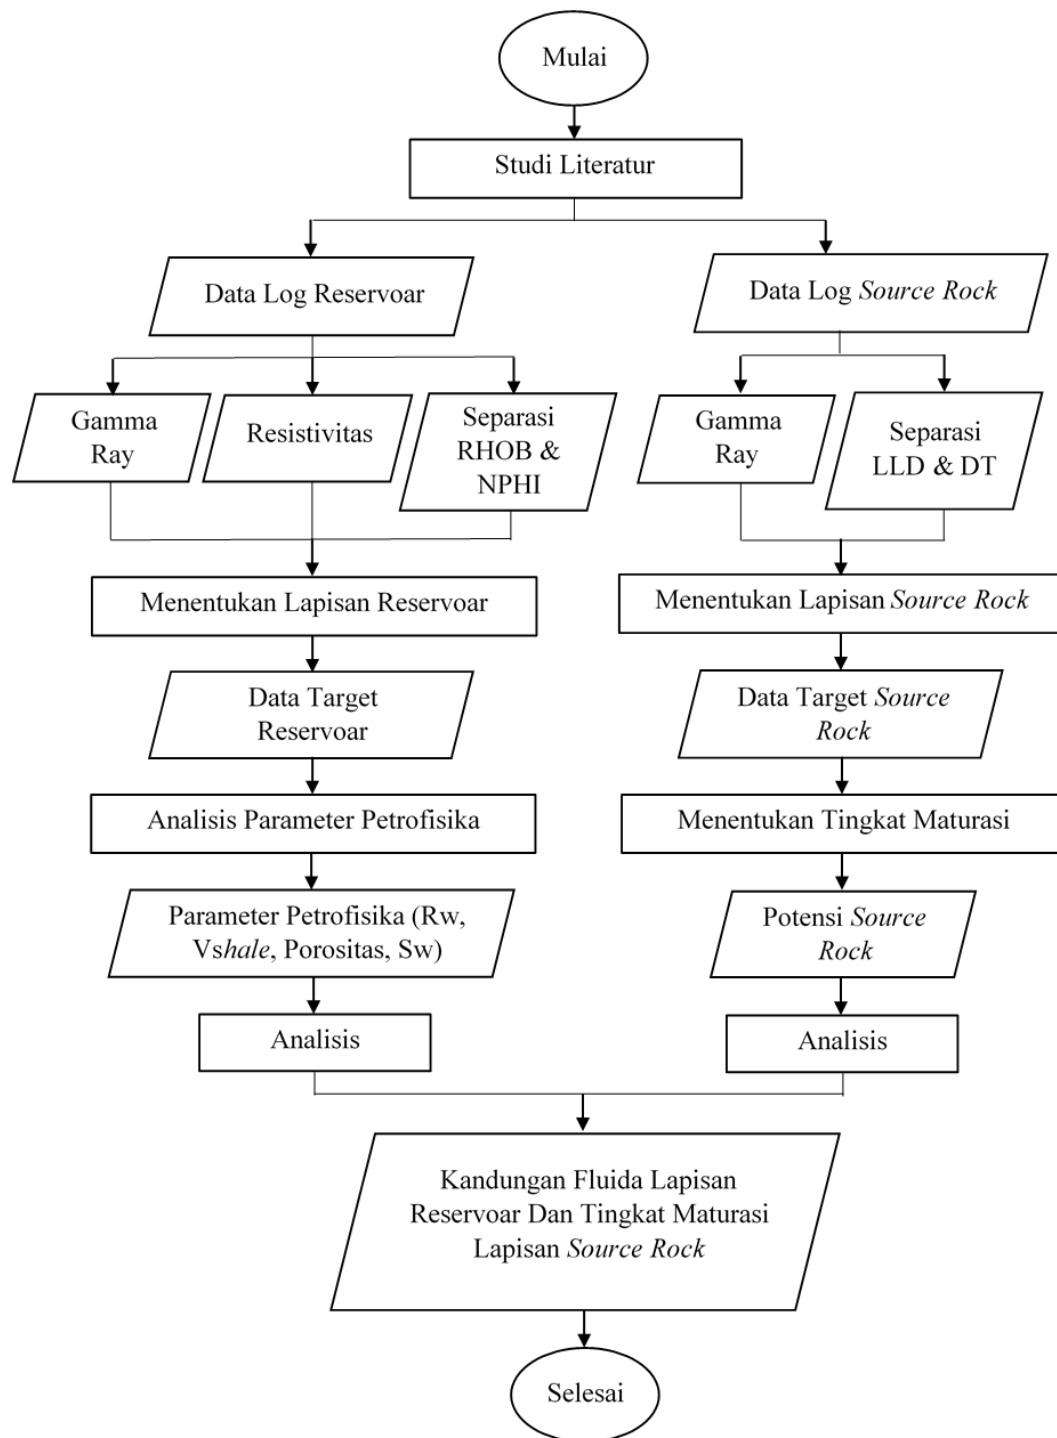 Mulai
Studi Literatur
Data Log Reservoar
Data Log Source Rock
Gamma
Ray
Resistivitas
Separasi
RHOB &
NPHI
Gamma
Ray
Separasi
LLD & DT
Menentukan Lapisan Reservoar
Menentukan Lapisan Source Rock
Data Target
Reservoar
Data Target Source
Rock
Analisis Parameter Petrofisika
Menentukan Tingkat Maturasi
Parameter Petrofisika (Rw,
Vshale, Porositas, Sw)
Potensi Source
Rock
Analisis
Analisis
Kandungan Fluida Lapisan
Reservoar Dan Tingkat Maturasi
Lapisan Source Rock
Selesai